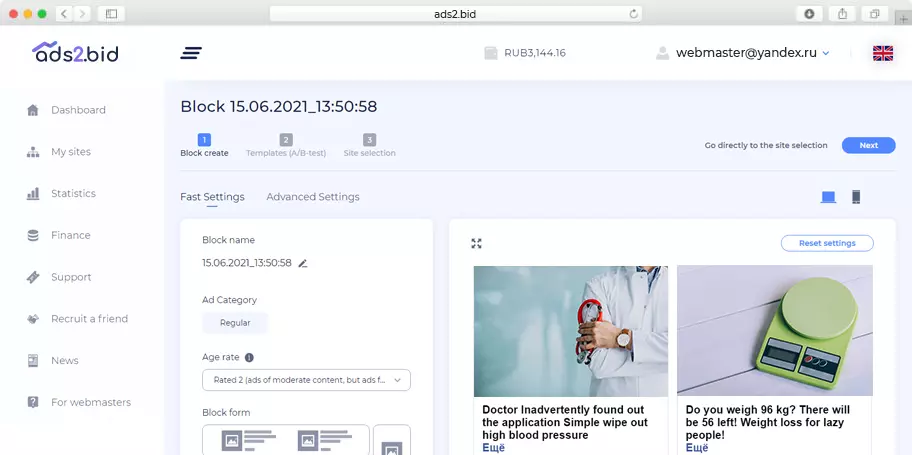 ads2.bid
ads2.bid
RUB3,144.16
webmaster@yandex.ru
Dashboard
My sites
Statistics
Finance
Support
Recruit a friend
News
For webmasters
Block 15.06.2021_13:50:58
1
2
3
Block create
Templates (A/B-test)
Site selection
Go directly to the site selection
Next
Fast Settings
Advanced Settings
Block name
15.06.2021_13:50:58
Ad Category
Regular
Age rate
Rated 2 (ads of moderate content, but ads f...
Block form
Reset settings
Doctor Inadvertently found out
the application Simple wipe out
high blood pressure
Ещё
Do you weigh 96 kg? There will
be 56 left! Weight loss for lazy
people!
Ещё